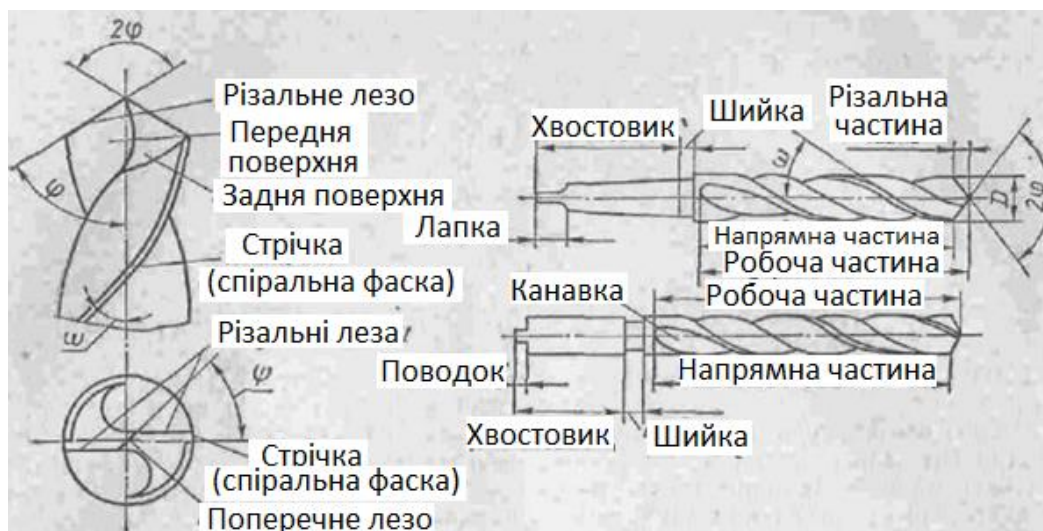 2φ
Різальне лезо
Передня
поверхня
Задня поверхня
φ
Стрічка
(спіральна фаска)
ω
Різальні леза
ψ
Стрічка
(спіральна фаска)
Поперечне лезо
Хвостовик
Шийка
Різальна
частина
ω
D
2φ
Лапка
Напрямна частина
Робоча частина
Канавка
Робоча частина
Поводок
Напрямна частина
Хвостовик
Шийка